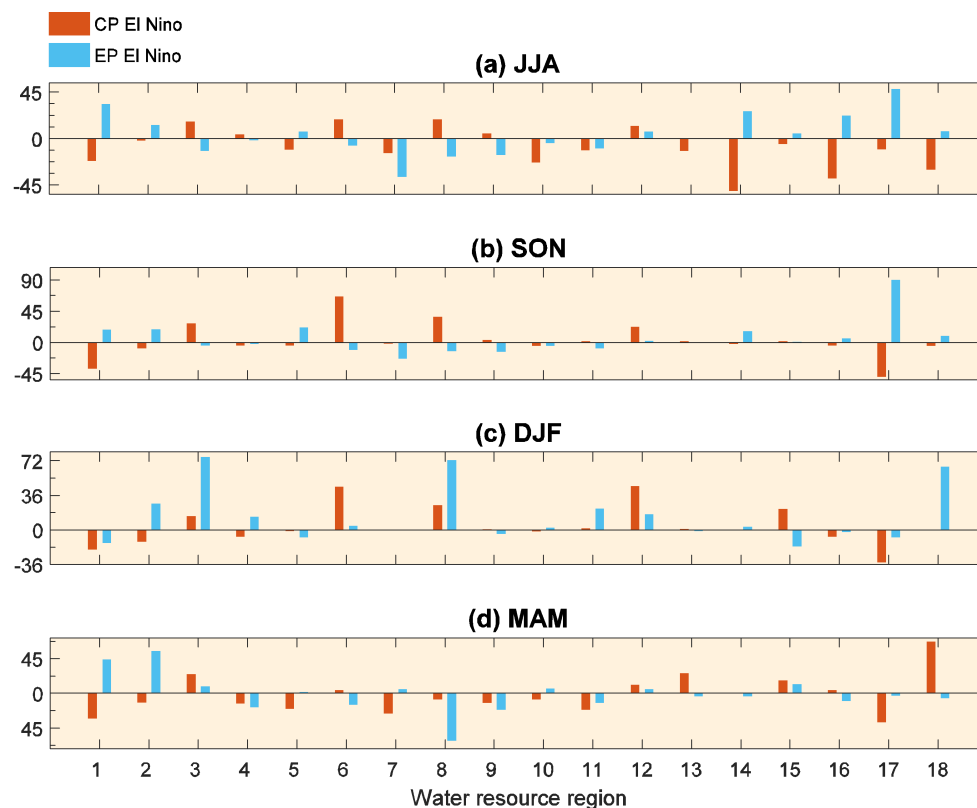 CP El Nino
EP El Nino
(a) JJA
45
0
-45
(b) SON
90
45
0
-45
(c) DJF
72
36
0
-36
(d) MAM
45
0
45
1 2 3 4 5 6 7 8 9 10 11 12 13 14 15 16 17 18
Water resource region